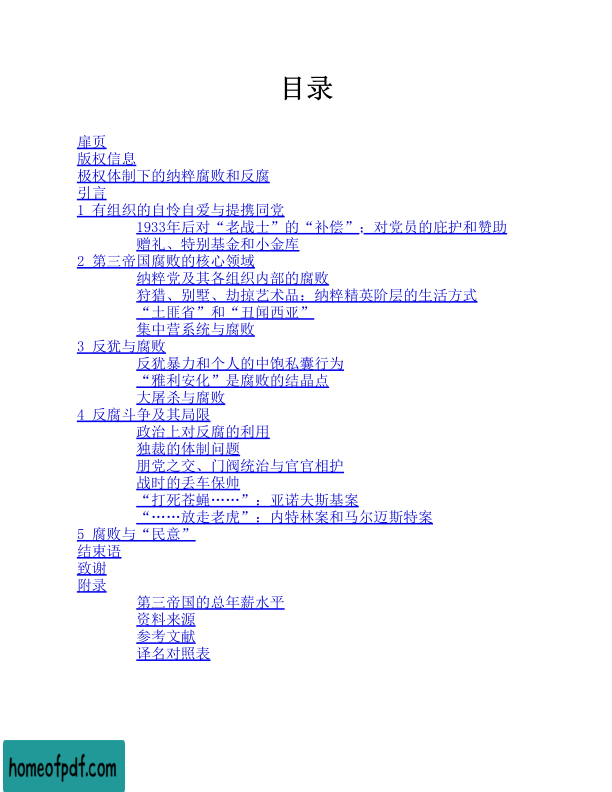 目录
扉页
版权信息
极权体制下的纳粹腐败和反腐
引言
1 有组织的自怜自爱与提携同党
1933年后对“老战士”的“补偿”：对党员的庇护和赞助
赠礼、特别基金和小金库
2 第三帝国腐败的核心领域
纳粹党及其各组织内部的腐败
狩猎、别墅、劫掠艺术品：纳粹精英阶层的生活方式
“土匪省”和“丑闻西亚”
集中营系统与腐败
3 反犹与腐败
反犹暴力和个人的中饱私囊行为
“雅利安化”是腐败的结晶点
大屠杀与腐败
4 反腐斗争及其局限
政治上对反腐的利用
独裁的体制问题
朋党之交、门阀统治与官官相护
战时的丢车保帅
“打死苍蝇……”：亚诺夫斯基案
“……放走老虎”：内特林案和马尔迈斯特案
5 腐败与“民意”
结束语
致谢
附录
第三帝国的总年薪水平
资料来源
参考文献
译名对照表
homeofpdf.com